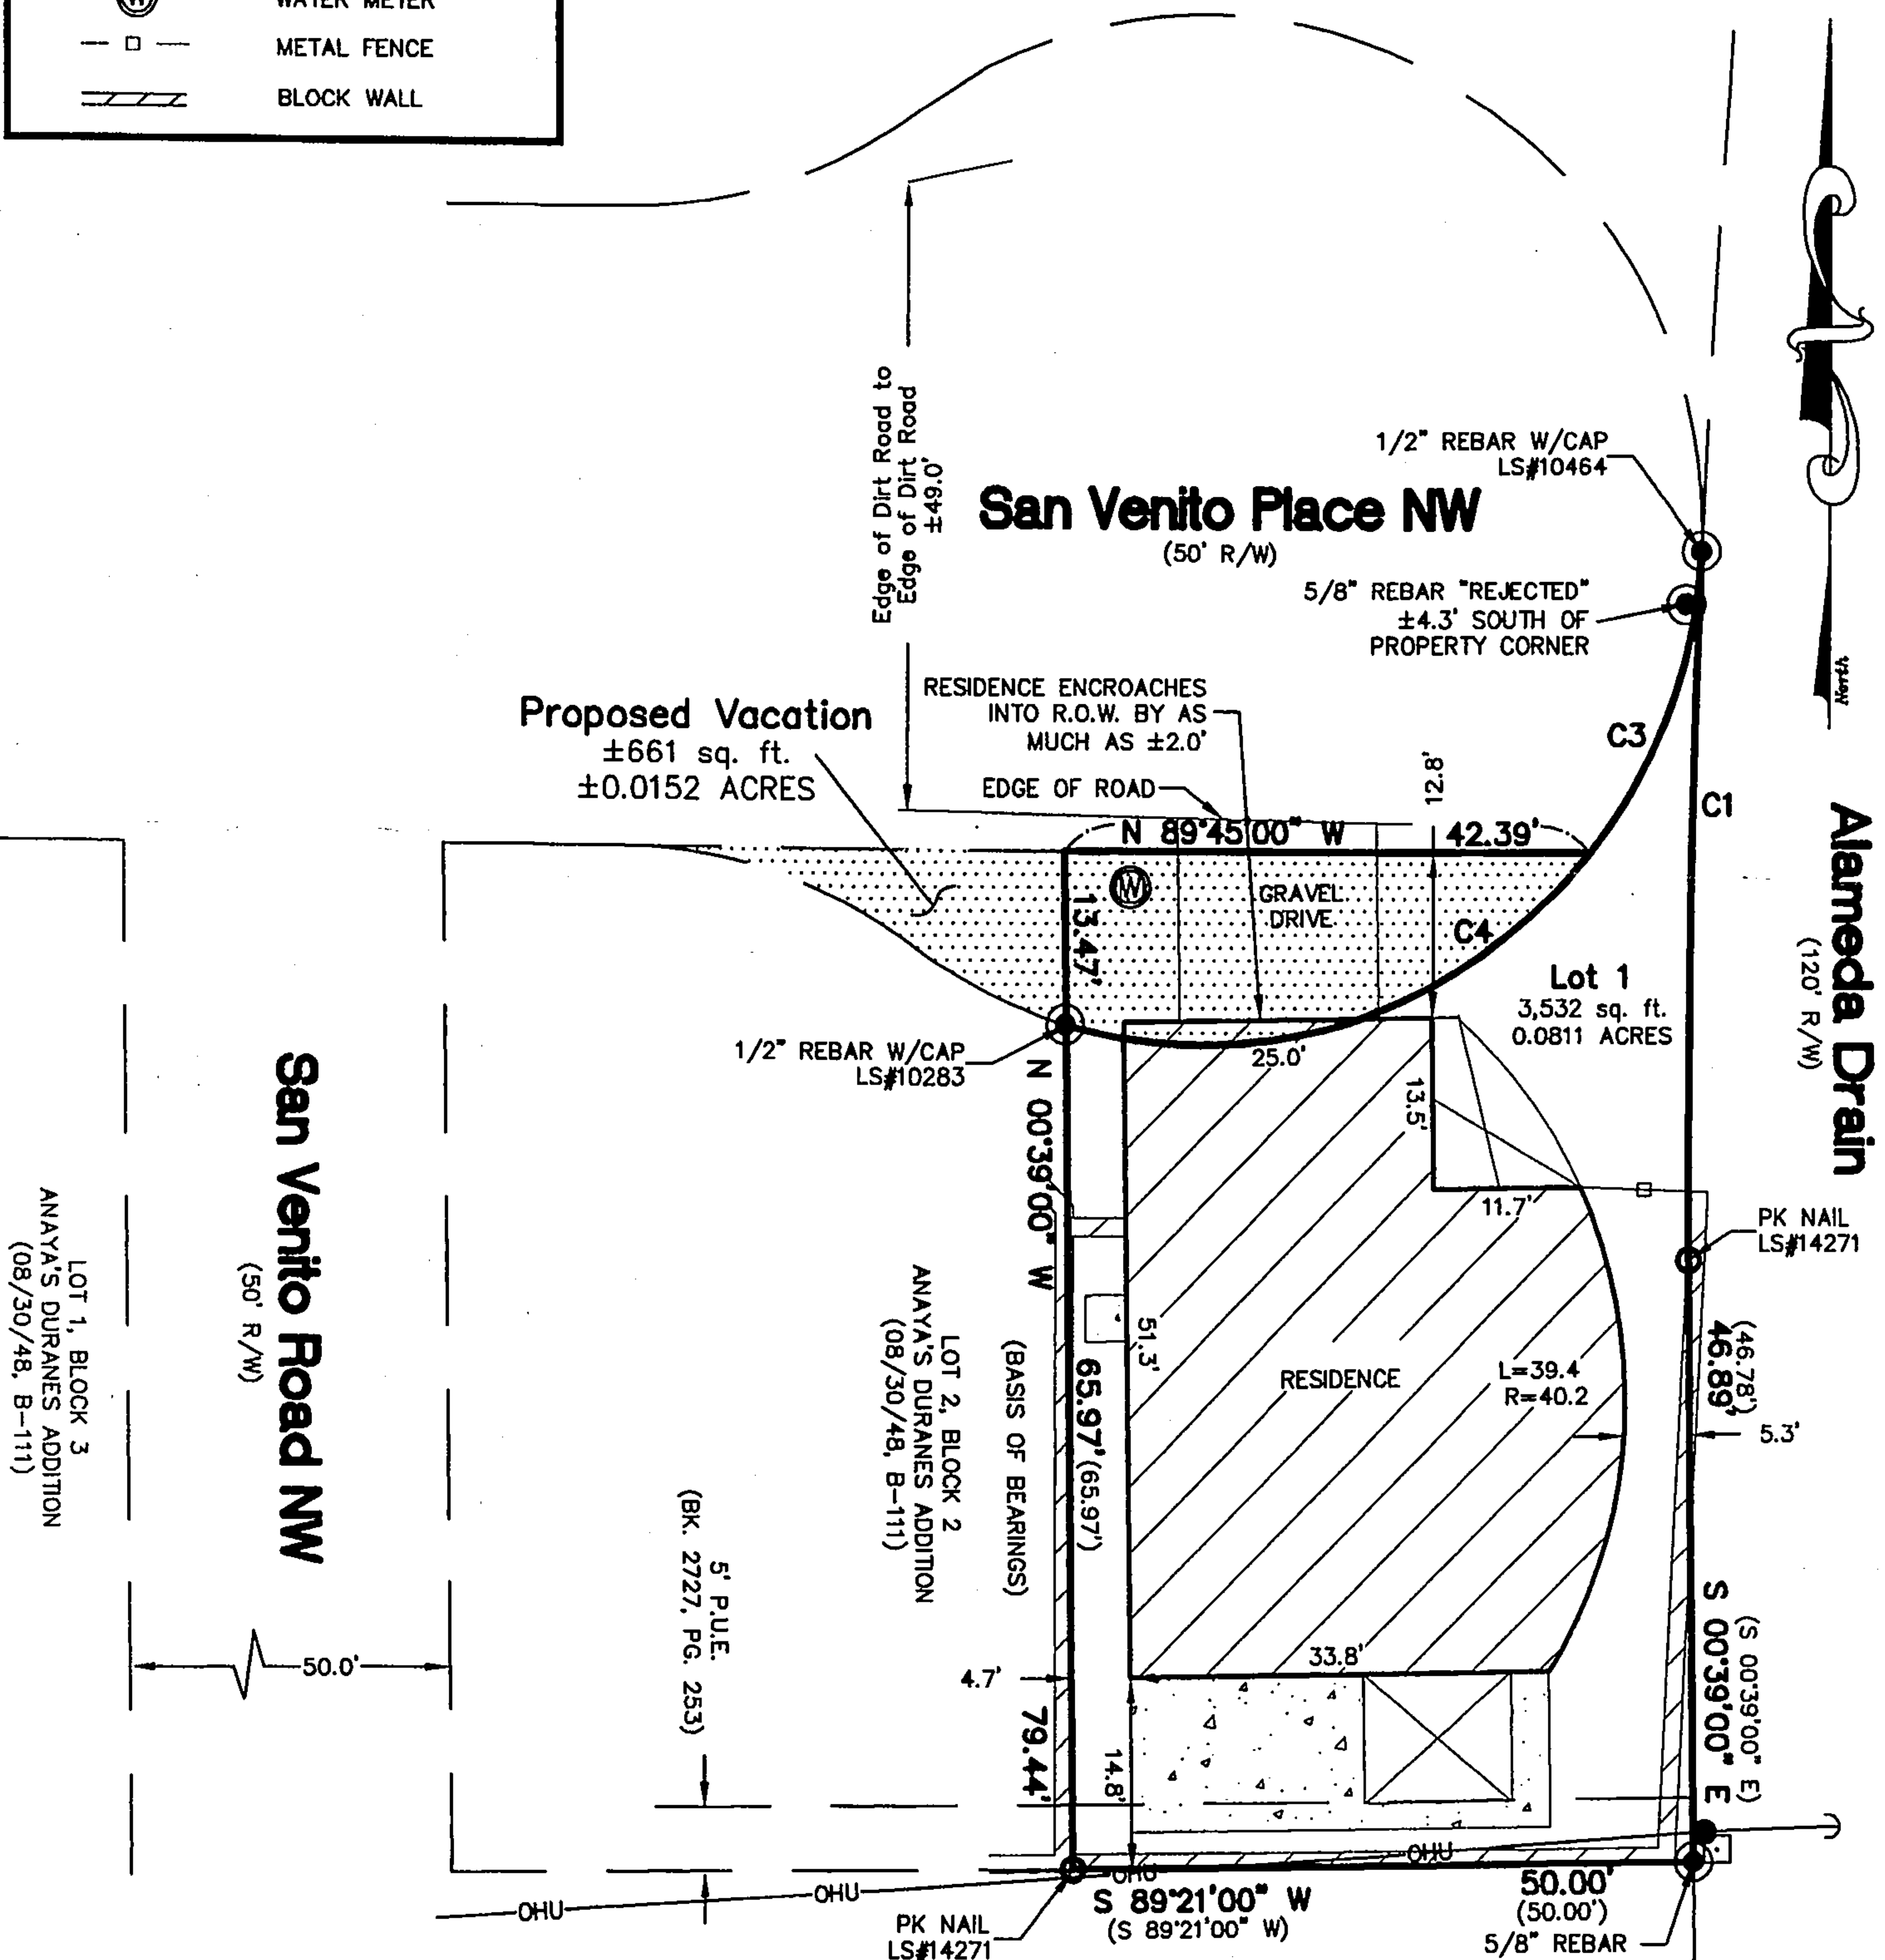 W
WATER METER
METAL FENCE
BLOCK WALL
North
1/2" REBAR W/CAP
LS#10464
San Venito Place NW
(50' R/W)
Edge of Dirt Road to
Edge of Dirt Road
±49.0'
5/8" REBAR "REJECTED"
±4.3' SOUTH OF
PROPERTY CORNER
RESIDENCE ENCROACHES
INTO R.O.W. BY AS
MUCH AS ±2.0'
Proposed Vacation
±661 sq. ft.
±0.0152 ACRES
EDGE OF ROAD
12.8'
C3
C1
N 89°45'00" W
42.39'
Alameda Drain
(120' R/W)
W
13.47'
GRAVEL
DRIVE
C4
Lot 1
3,532 sq. ft.
0.0811 ACRES
1/2" REBAR W/CAP
LS#10283
25.0'
13.5'
11.7'
N 00°39'00" W
San Venito Road NW
(50' R/W)
LOT 1, BLOCK 3
ANAYA'S DURANES ADDITION
(08/30/48, B-111)
PK NAIL
LS#14271
LOT 2, BLOCK 2
ANAYA'S DURANES ADDITION
(08/30/48, B-111)
(BASIS OF BEARINGS)
65.97' (65.97')
51.3'
RESIDENCE
L=39.4
R=40.2
(46.78')
46.89'
5.3'
5' P.U.E.
(BK. 2727, PG. 253)
50.0'
4.7'
33.8'
79.44'
14.8'
(S 00°39'00" E)
S 00°39'00" E
OHU
OHU
OHU
OHU
S 89°21'00" W
(S 89°21'00" W)
50.00'
(50.00')
PK NAIL
LS#14271
5/8" REBAR